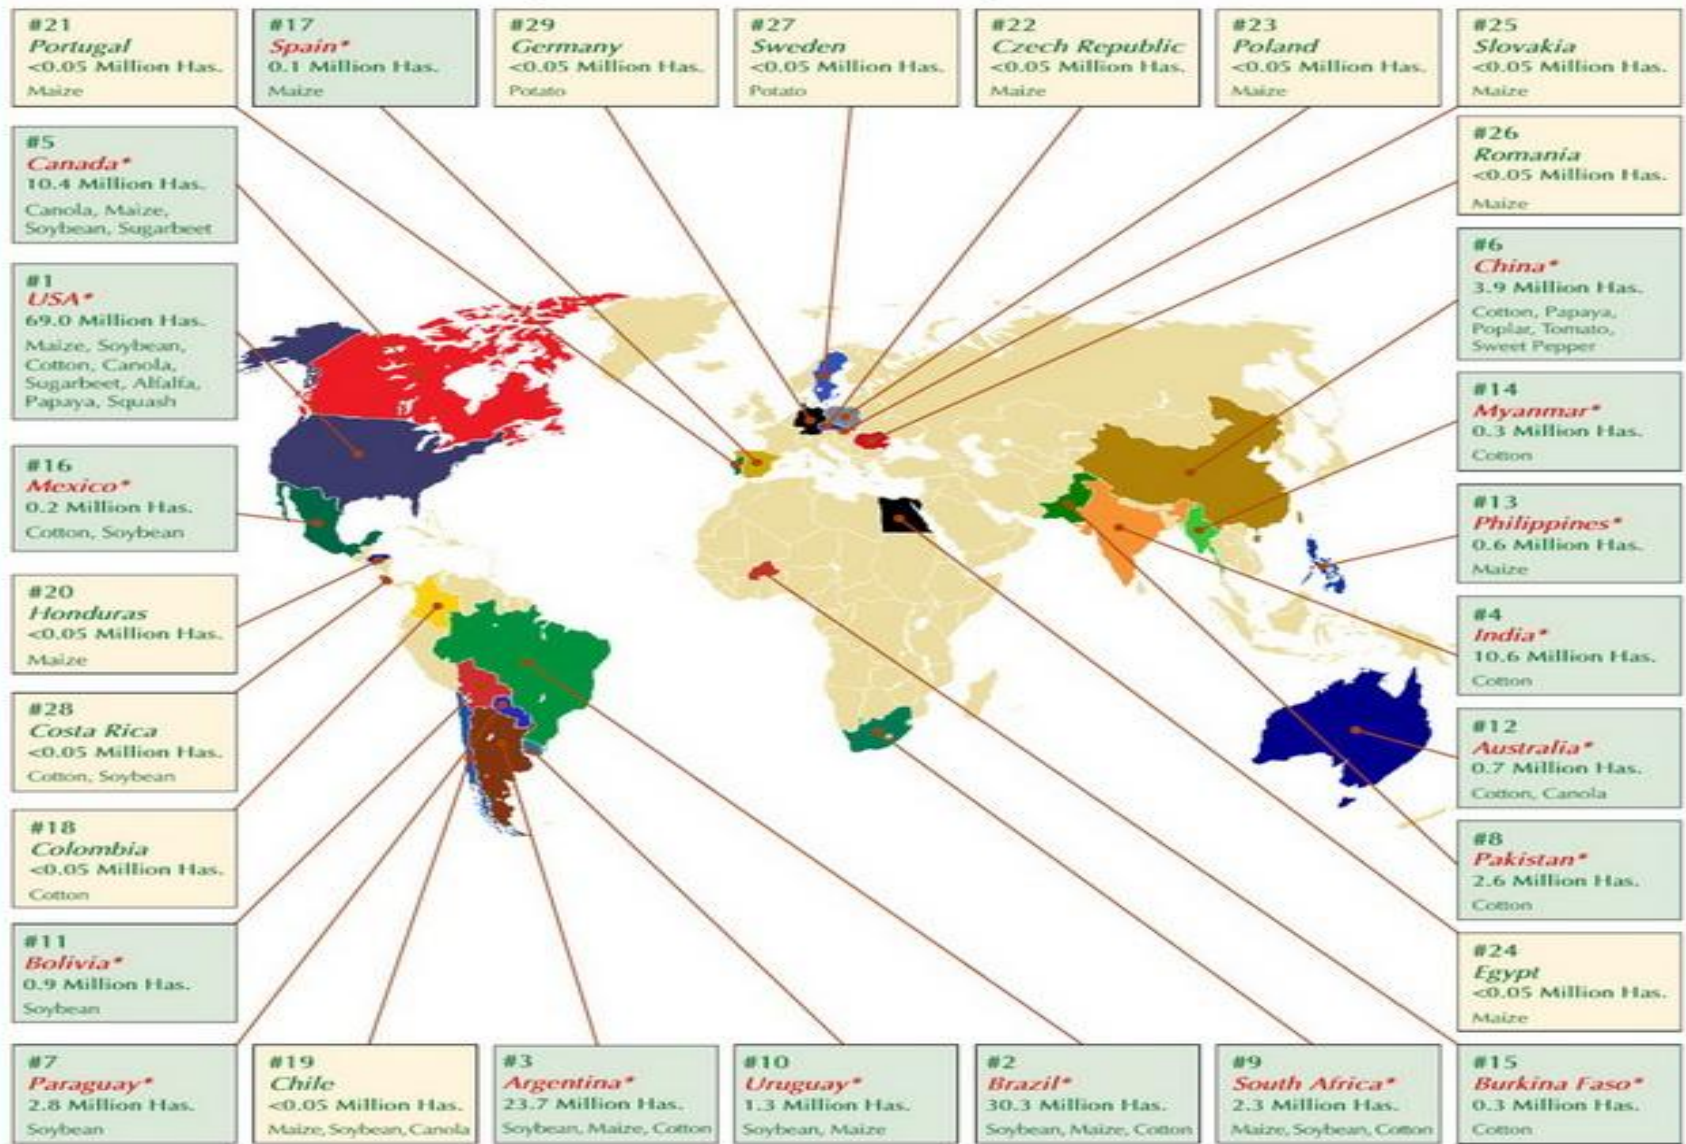 #21
Portugal
<0.05 Million Has.
Maize
#17
Spain*
0.1 Million Has.
Maize
#29
Germany
<0.05 Million Has.
Potato
#27
Sweden
<0.05 Million Has.
Potato
#22
Czech Republic
<0.05 Million Has.
Maize
#23
Poland
<0.05 Million Has.
Maize
#25
Slovakia
<0.05 Million Has.
Maize
#5
Canada*
10.4 Million Has.
Canola, Maize,
Soybean, Sugarbeet
#1
USA*
69.0 Million Has.
Maize, Soybean,
Cotton, Canola,
Sugarbeet, Alfalfa,
Papaya, Squash
#16
Mexico*
0.2 Million Has.
Cotton, Soybean
#20
Honduras
<0.05 Million Has.
Maize
#28
Costa Rica
<0.05 Million Has.
Cotton, Soybean
#18
Colombia
<0.05 Million Has.
Cotton
#11
Bolivia*
0.9 Million Has.
Soybean
#26
Romania
<0.05 Million Has.
Maize
#6
China*
3.9 Million Has.
Cotton, Papaya,
Poplar, Tomato,
Sweet Pepper
#14
Myanmar*
0.3 Million Has.
Cotton
#13
Philippines*
0.6 Million Has.
Maize
#4
India*
10.6 Million Has.
Cotton
#12
Australia*
0.7 Million Has.
Cotton, Canola
#8
Pakistan*
2.6 Million Has.
Cotton
#24
Egypt
<0.05 Million Has.
Maize
#7
Paraguay*
2.8 Million Has.
Soybean
#19
Chile
<0.05 Million Has.
Maize, Soybean, Canola
#3
Argentina*
23.7 Million Has.
Soybean, Maize, Cotton
#10
Uruguay*
1.3 Million Has.
Soybean, Maize
#2
Brazil*
30.3 Million Has.
Soybean, Maize, Cotton
#9
South Africa*
2.3 Million Has.
Maize, Soybean, Cotton
#15
Burkina Faso*
0.3 Million Has.
Cotton